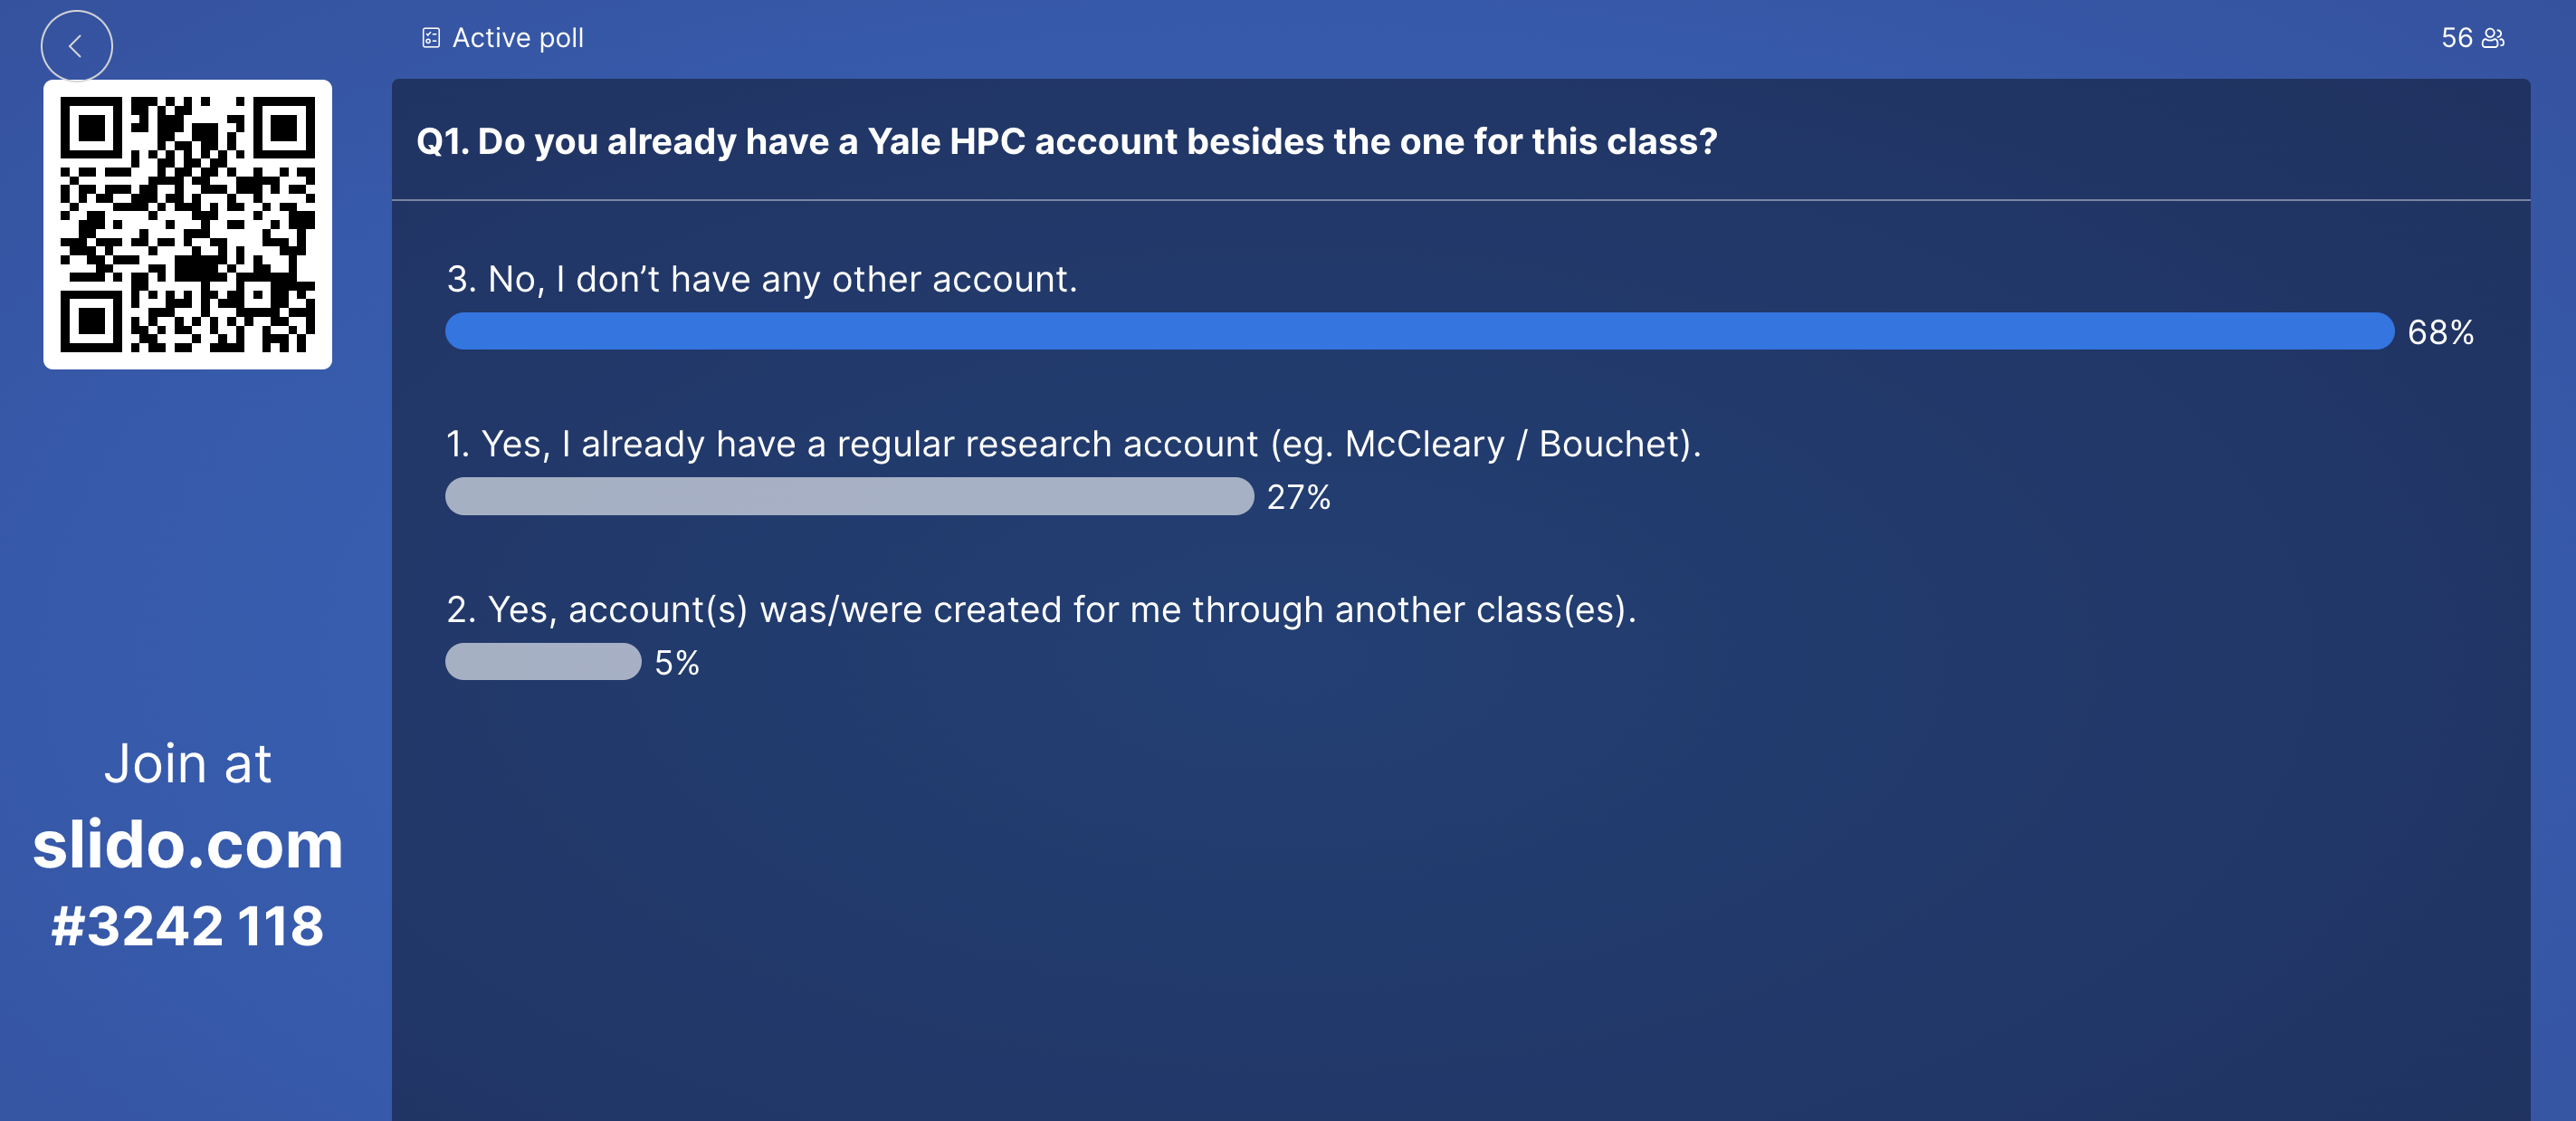 Active poll
56
Q1. Do you already have a Yale HPC account besides the one for this class?
3. No, I don’t have any other account.
68%
1. Yes, I already have a regular research account (eg. McCleary / Bouchet).
27%
2. Yes, account(s) was/were created for me through another class(es).
5%
Join at
slido.com
#3242 118